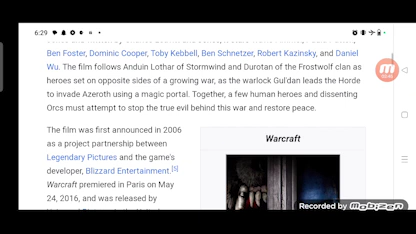 6:29
Ben Foster, Dominic Cooper, Toby Kebbell, Ben Schnetzer, Robert Kazinsky, and Daniel
Wu. The film follows Anduin Lothar of Stormwind and Durotan of the Frostwolf clan as
heroes set on opposite sides of a growing war, as the warlock Gul'dan leads the Horde
to invade Azeroth using a magic portal. Together, a few human heroes and dissenting
Orcs must attempt to stop the true evil behind this war and restore peace.
The film was first announced in 2006
as a project partnership between
Legendary Pictures and the game's
developer, Blizzard Entertainment.[5]
Warcraft premiered in Paris on May
24, 2016, and was released by
Warcraft
Recorded by
MOBIZEN